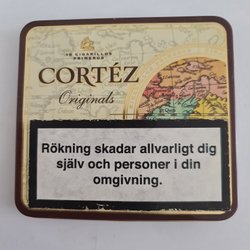 10 CIGARILLOS
PRIMEROS
CORTÉZ
Originals
Rökning skadar allvarligt dig
själv och personer i din
omgivning.